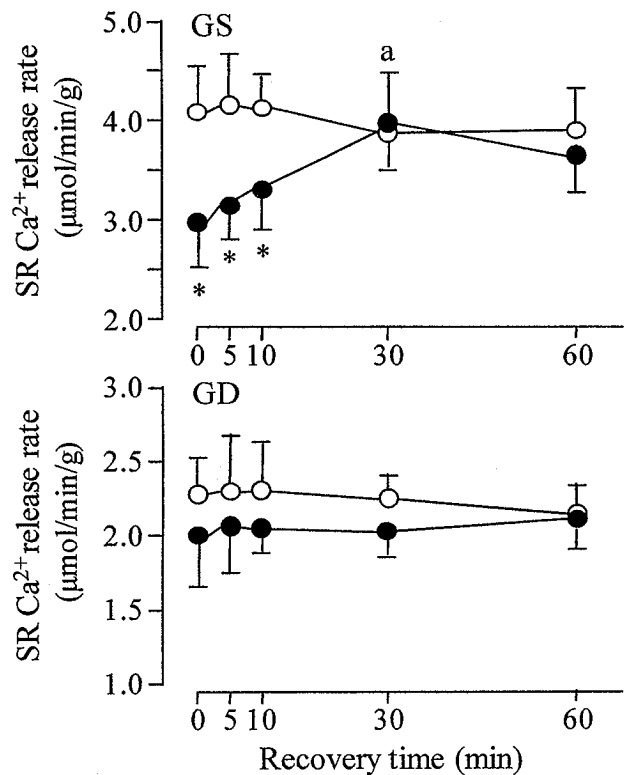 GS
a
SR Ca²⁺ release rate
(µmol/min/g)
5.0
4.0
3.0
2.0
* * *
0 5 10 30 60
GD
SR Ca²⁺ release rate
(µmol/min/g)
3.0
2.5
2.0
1.5
1.0
0 5 10 30 60
Recovery time (min)